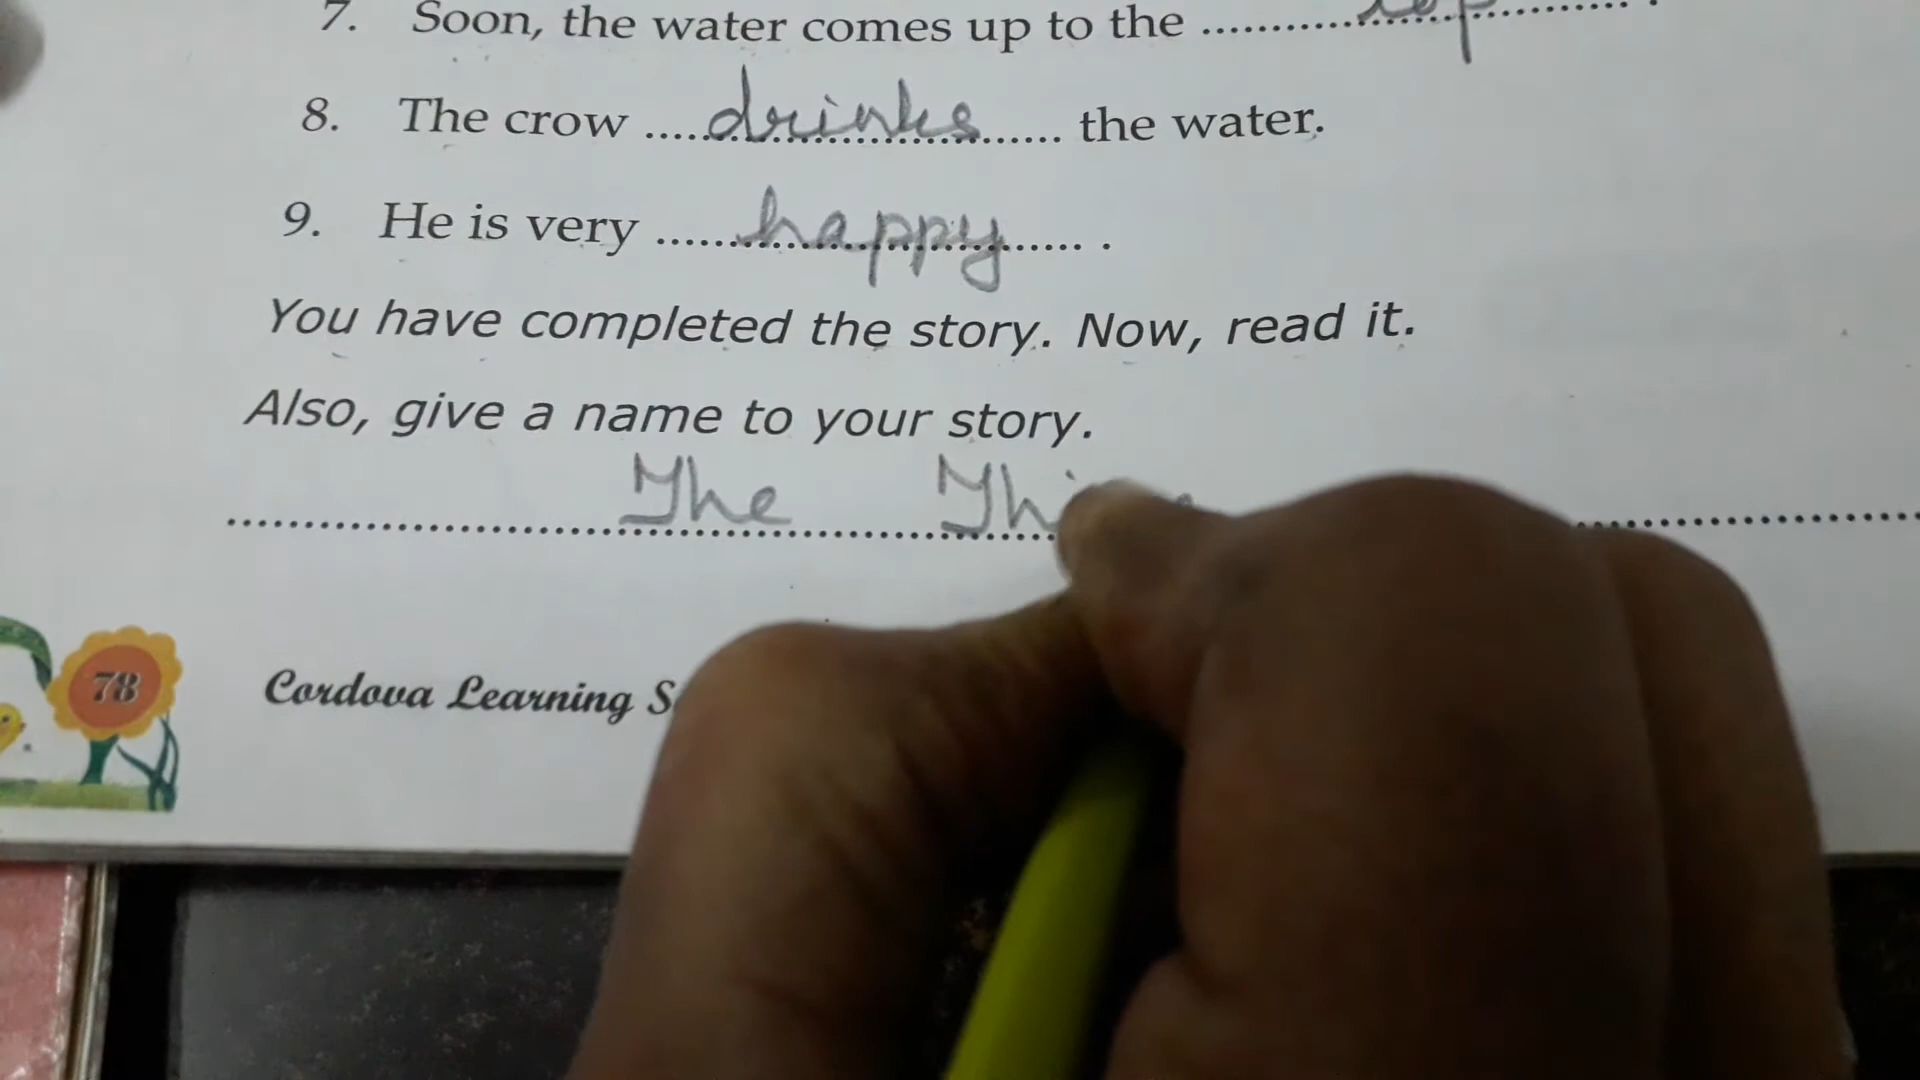 7. Soon, the water comes up to the .................... .
8. The crow ..... drinks ..... the water.
9. He is very ..... happy ..... .
You have completed the story. Now, read it.
Also, give a name to your story.
The
78
Cordova Learning